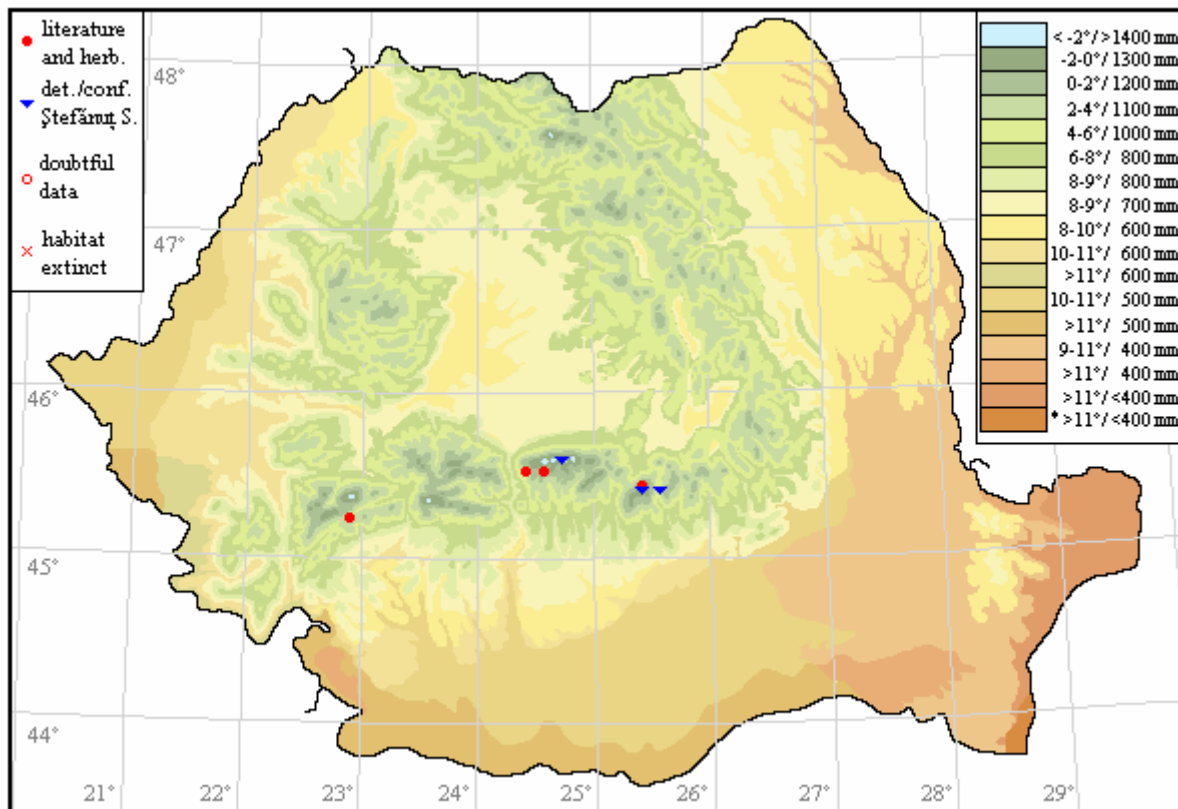 literature
and herb.
det./conf.
Ştefănuţ S.
doubtful
data
habitat
extinct
< -2°/>1400 mm
-2-0°/1300 mm
0-2°/1200 mm
2-4°/1100 mm
4-6°/1000 mm
6-8°/ 800 mm
8-9°/ 800 mm
8-9°/ 700 mm
8-10°/ 600 mm
10-11°/ 600 mm
>11°/ 600 mm
10-11°/ 500 mm
>11°/ 500 mm
9-11°/ 400 mm
>11°/ 400 mm
>11°/<400 mm
* >11°/<400 mm
48°
47°
46°
45°
44°
21° 22° 23° 24° 25° 26° 27° 28° 29°